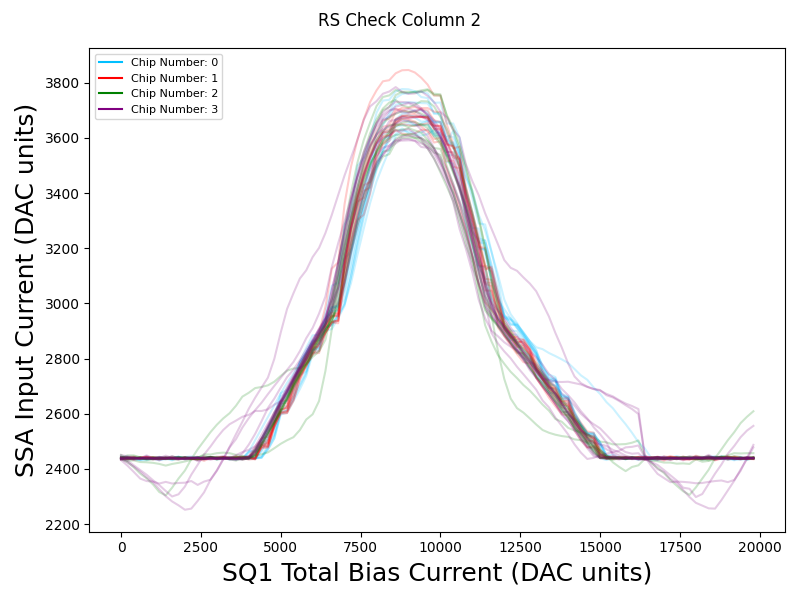 RS Check Column 2
Chip Number: 0
Chip Number: 1
Chip Number: 2
Chip Number: 3
SSA Input Current (DAC units)
3800
3600
3400
3200
3000
2800
2600
2400
2200
0 2500 5000 7500 10000 12500 15000 17500 20000
SQ1 Total Bias Current (DAC units)